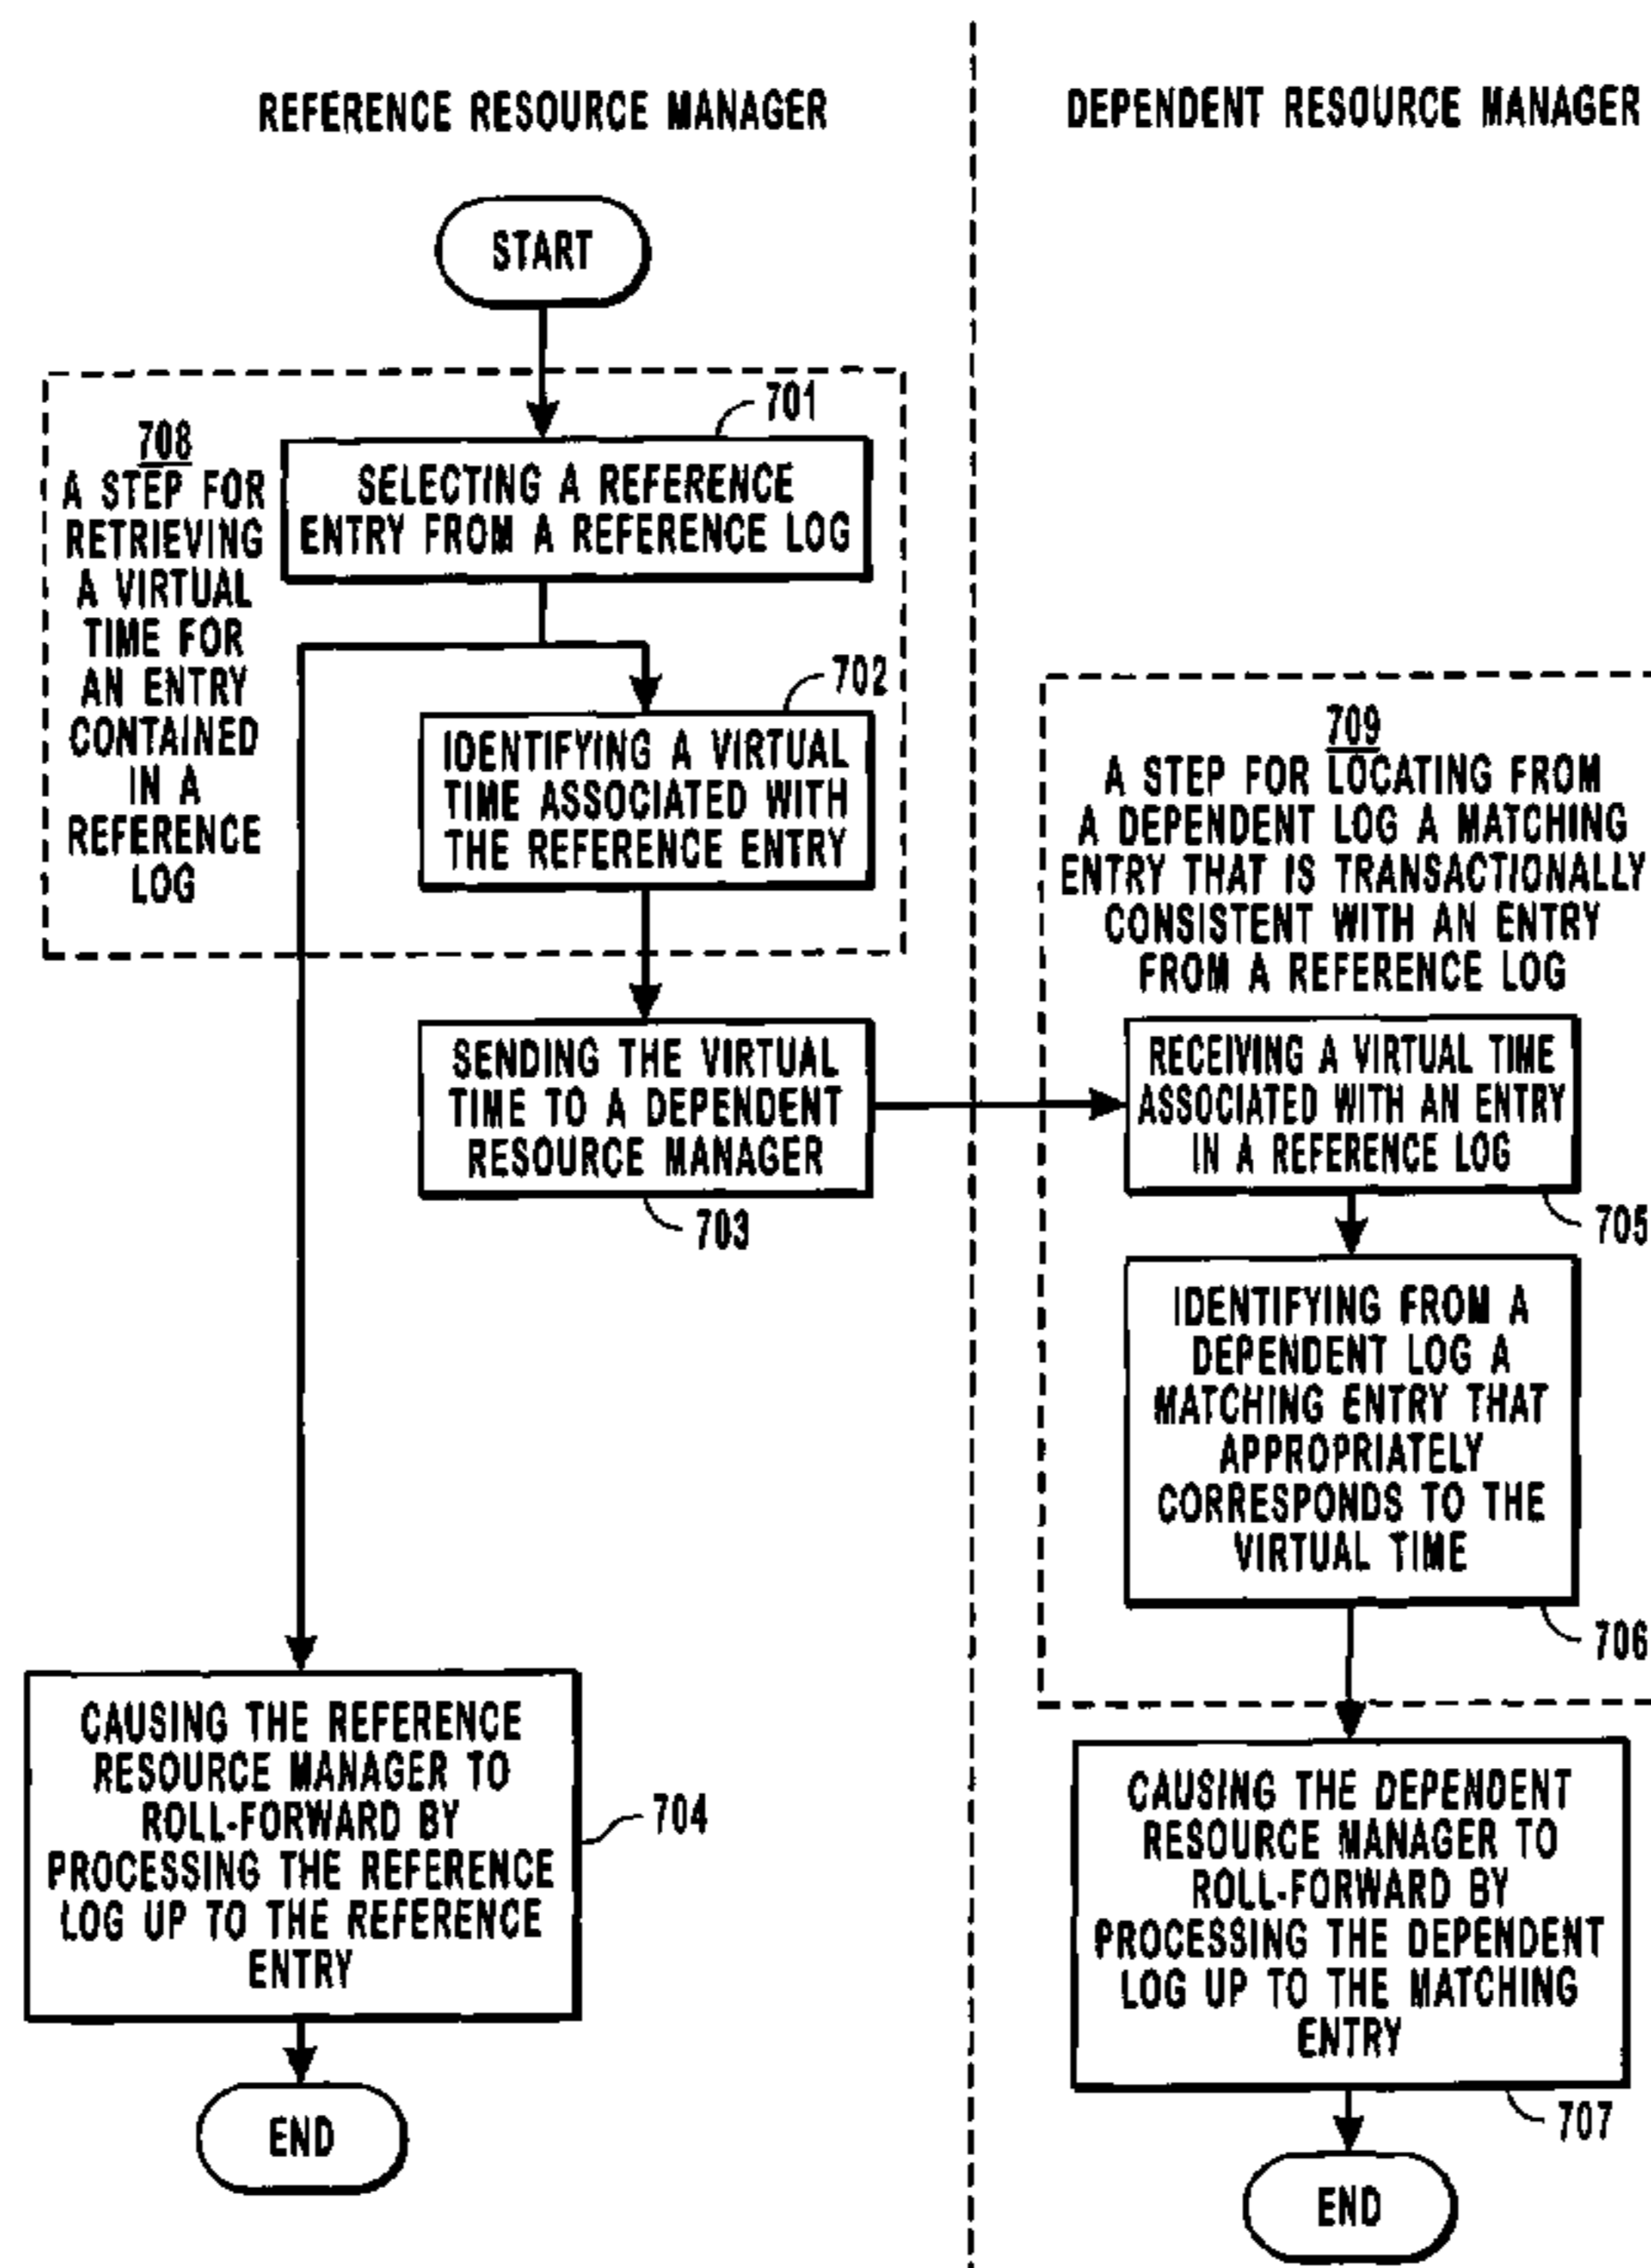 REFERENCE RESOURCE MANAGER
DEPENDENT RESOURCE MANAGER
START
701
708
A STEP FOR
RETRIEVING
A VIRTUAL
TIME FOR
AN ENTRY
CONTAINED
IN A
REFERENCE
LOG
SELECTING A REFERENCE
ENTRY FROM A REFERENCE LOG
702
IDENTIFYING A VIRTUAL
TIME ASSOCIATED WITH
THE REFERENCE ENTRY
709
A STEP FOR LOCATING FROM
A DEPENDENT LOG A MATCHING
ENTRY THAT IS TRANSACTIONALLY
CONSISTENT WITH AN ENTRY
FROM A REFERENCE LOG
SENDING THE VIRTUAL
TIME TO A DEPENDENT
RESOURCE MANAGER
703
RECEIVING A VIRTUAL TIME
ASSOCIATED WITH AN ENTRY
IN A REFERENCE LOG
705
IDENTIFYING FROM A
DEPENDENT LOG A
MATCHING ENTRY THAT
APPROPRIATELY
CORRESPONDS TO THE
VIRTUAL TIME
706
CAUSING THE REFERENCE
RESOURCE MANAGER TO
ROLL-FORWARD BY
PROCESSING THE REFERENCE
LOG UP TO THE REFERENCE
ENTRY
704
CAUSING THE DEPENDENT
RESOURCE MANAGER TO
ROLL-FORWARD BY
PROCESSING THE DEPENDENT
LOG UP TO THE MATCHING
ENTRY
707
END
END